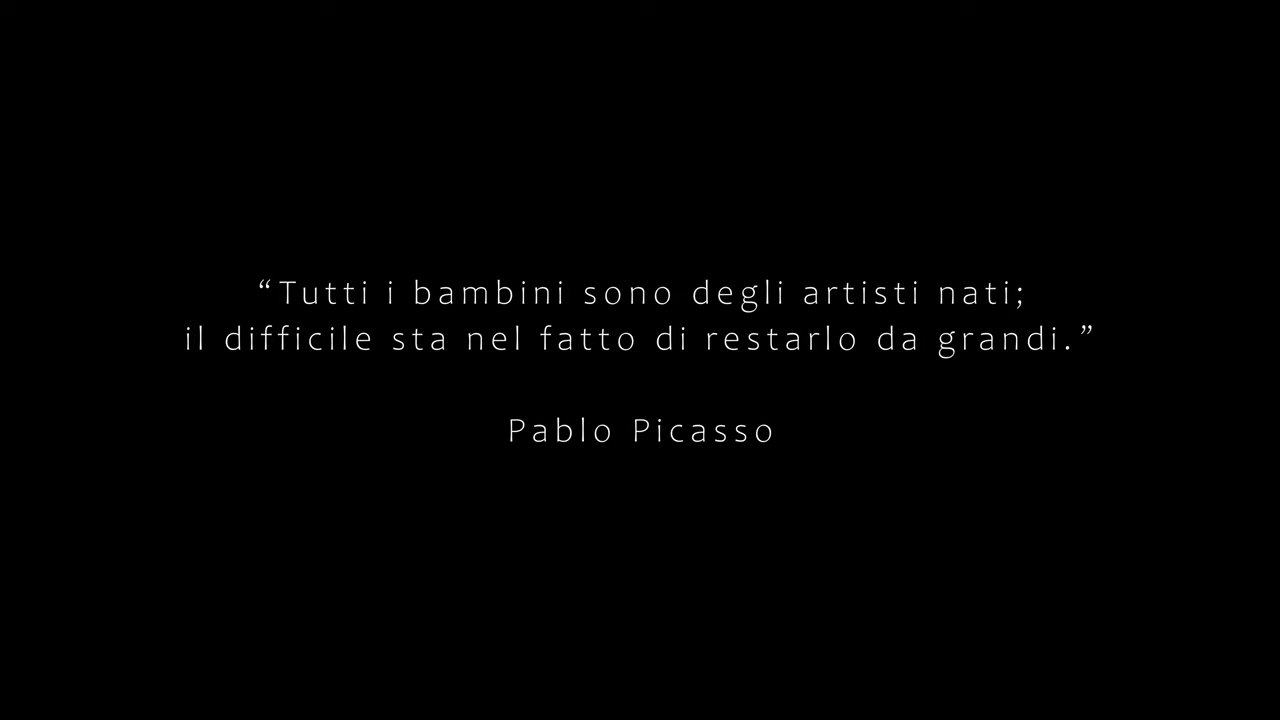 “Tutti i bambini sono degli artisti nati;
il difficile sta nel fatto di restarlo da grandi.”
Pablo Picasso